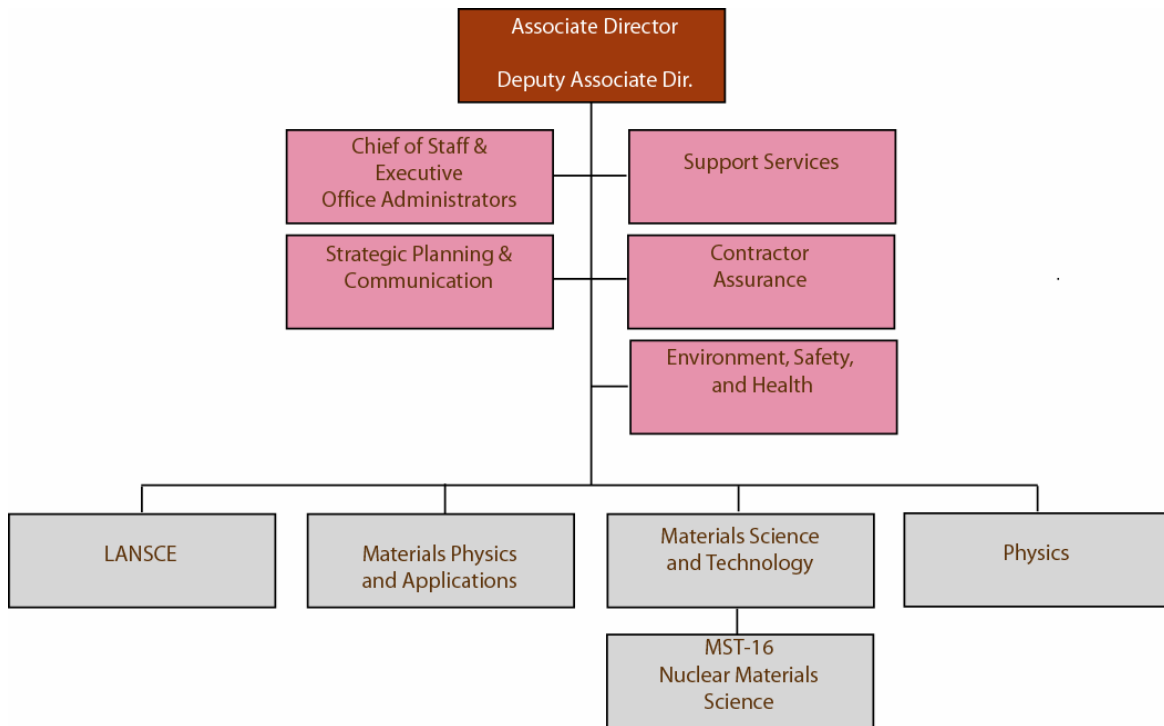 Associate Director
Deputy Associate Dir.
Chief of Staff &
Executive
Office Administrators
Support Services
Strategic Planning &
Communication
Contractor
Assurance
Environment, Safety,
and Health
LANSCE
Materials Physics
and Applications
Materials Science
and Technology
Physics
MST-16
Nuclear Materials
Science